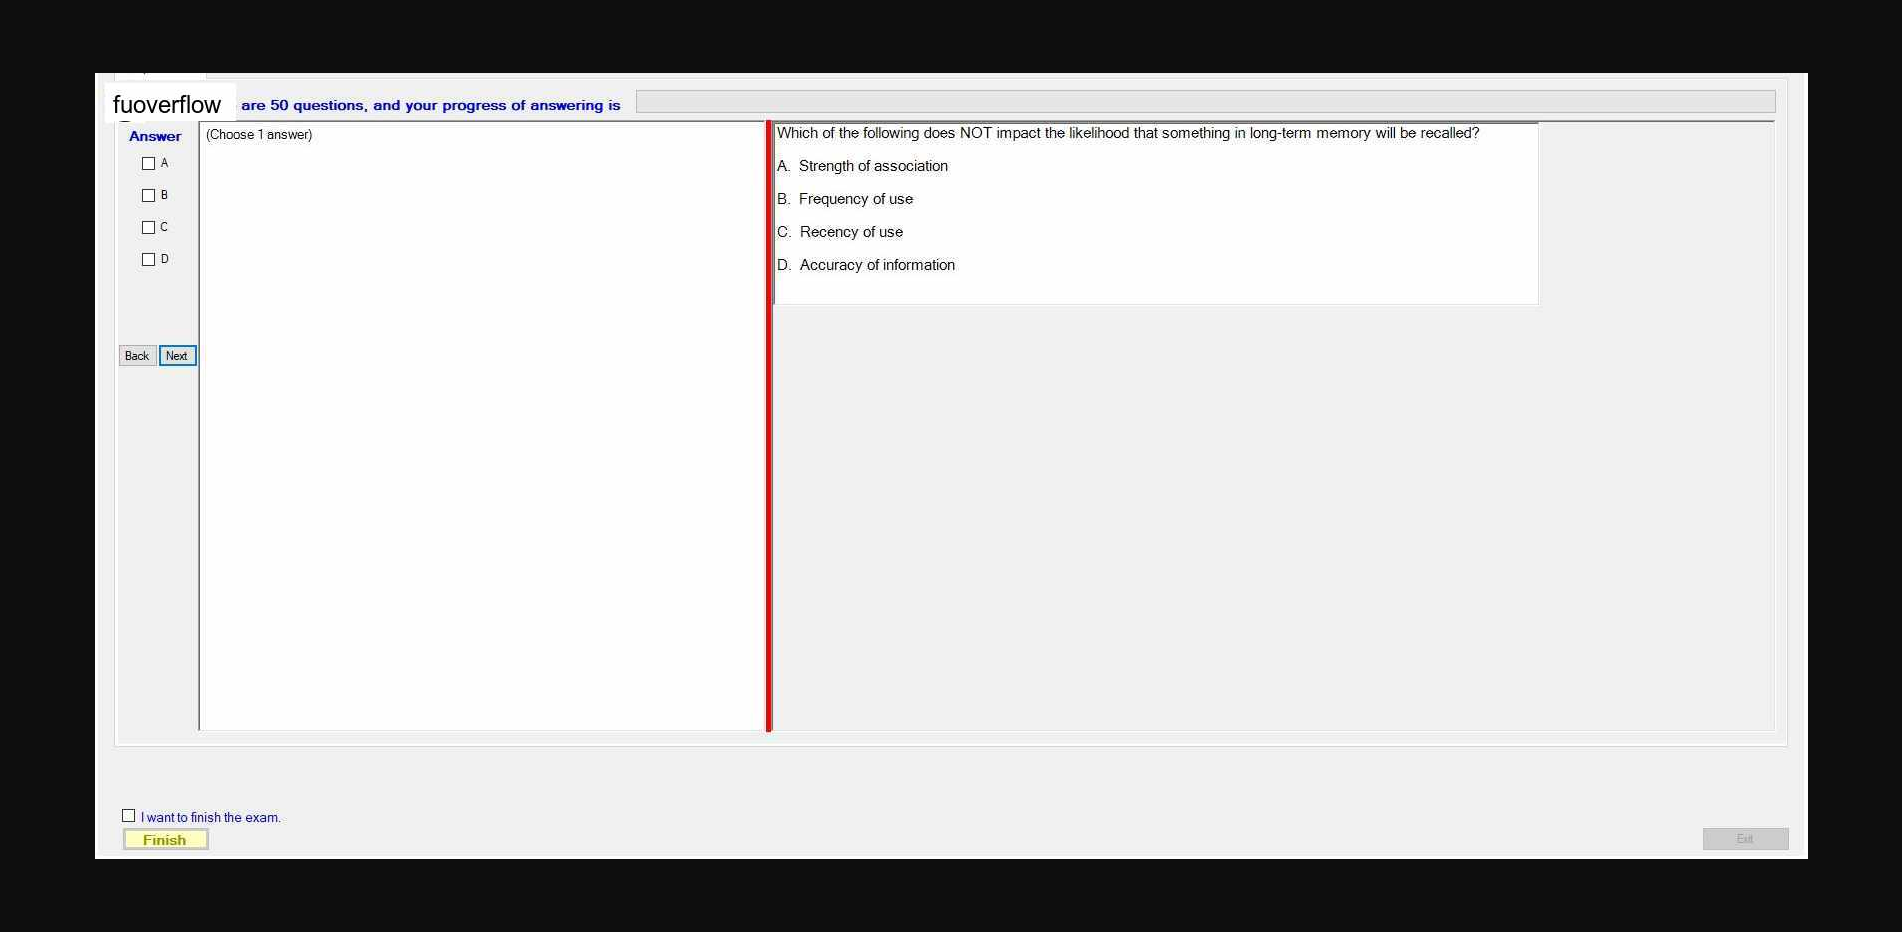 fuoverflow are 50 questions, and your progress of answering is
Answer
(Choose 1 answer)
A
B
C
D
Back Next
Which of the following does NOT impact the likelihood that something in long-term memory will be recalled?
A. Strength of association
B. Frequency of use
C. Recency of use
D. Accuracy of information
I want to finish the exam.
Finish
Exit